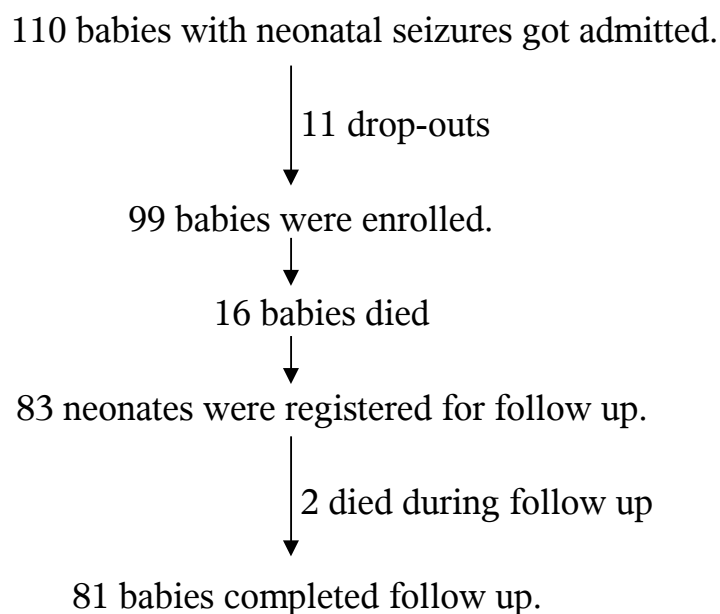 110 babies with neonatal seizures got admitted.
11 drop-outs
99 babies were enrolled.
16 babies died
83 neonates were registered for follow up.
2 died during follow up
81 babies completed follow up.